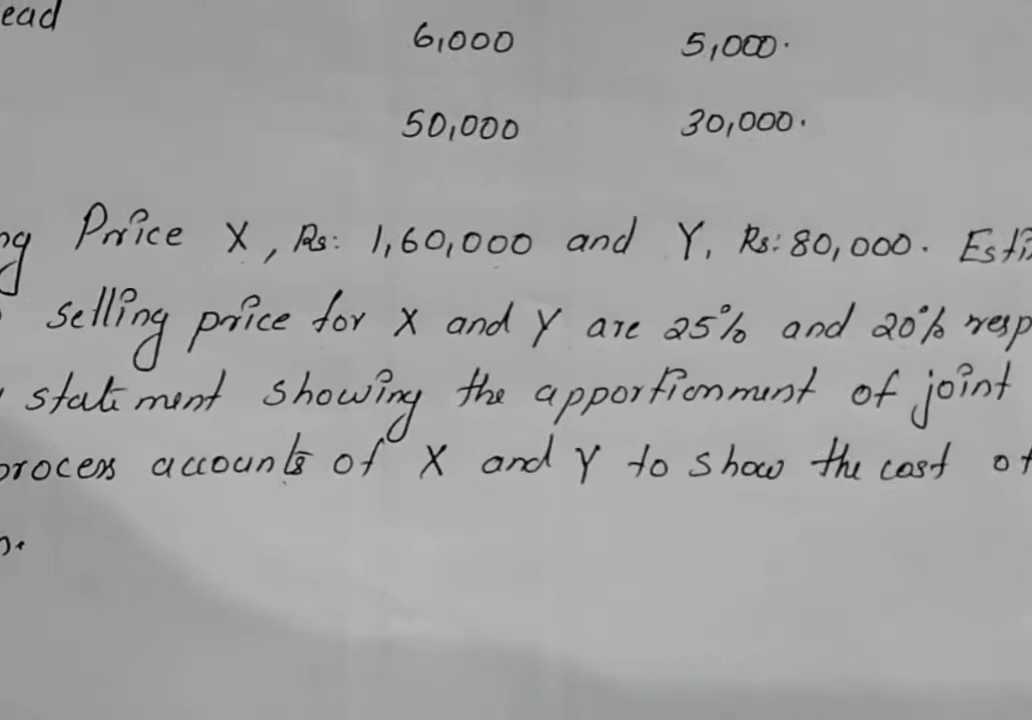 ead 6,000 5,000.
50,000 30,000.
ng Price X, Rs: 1,60,000 and Y, Rs: 80,000. Esti
selling price for X and Y are 25% and 20% resp
statement showing the apportionment of joint
process accounts of X and Y to show the cost of